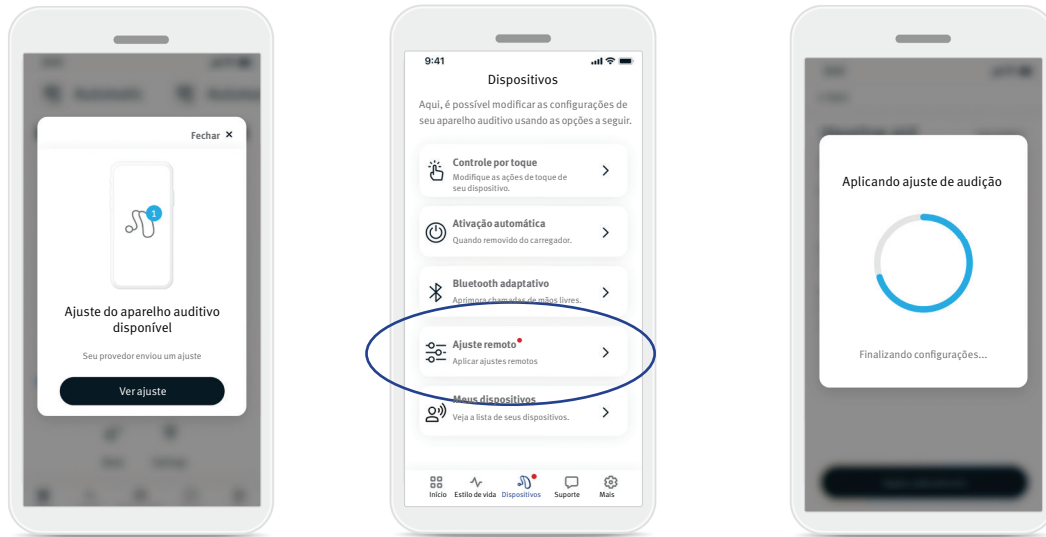 Fechar ×
1
Ajuste do aparelho auditivo
disponível
Seu provedor enviou um ajuste
Ver ajuste
9:41
Dispositivos
Aqui, é possível modificar as configurações de
seu aparelho auditivo usando as opções a seguir.
Controle por toque
Modifique as ações de toque de
seu dispositivo.
Ativação automática
Quando removido do carregador.
Bluetooth adaptativo
Aprimora chamadas de mãos livres.
Ajuste remoto
Aplicar ajustes remotos
Meus dispositivos
Veja a lista de seus dispositivos.
Início Estilo de vida Dispositivos Suporte Mais
Aplicando ajuste de audição
Finalizando configurações...